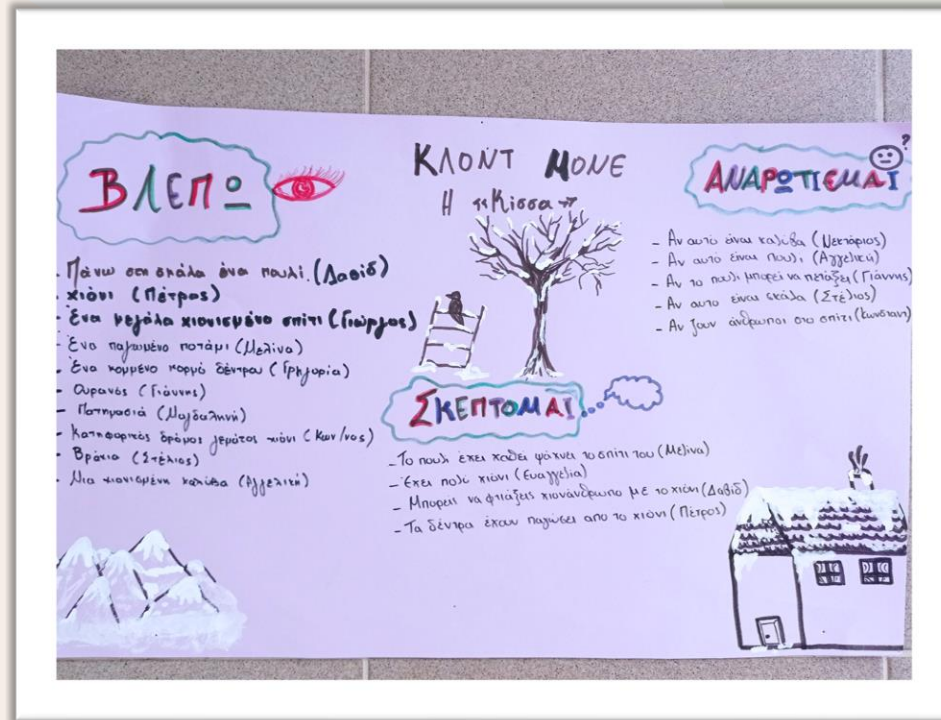 ΒΛΕΠΩ
- Πάνω στη σκάλα ένα πουλί. (Δαβίδ)
- χιόνι (Πέτρος)
- Ένα μεγάλο χιονισμένο σπίτι (Γιώργος)
- Ένα παγωμένο ποτάμι (Μελίνα)
- Ένα κομμένο κορμό δέντρου (Γρηγορία)
- Ουρανός (Γιάννης)
- Πατημασιά (Μαγδαληνή)
- Κατηφορικός δρόμος γεμάτος χιόνι (Κων/νος)
- Βράχια (Στέλιος)
- Μια χιονισμένη καλύβα (Αγγελική)
ΚΛΟΝΤ ΜΟΝΕ
Η «Κίσσα»
ΣΚΕΠΤΟΜΑΙ
- Το πουλί έχει χαθεί ψάχνει το σπίτι του (Μελίνα)
- Έχει πολύ χιόνι (Ευαγγελία)
- Μπορείς να φτιάξεις χιονάνθρωπο με το χιόνι (Δαβίδ)
- Τα δέντρα έχουν παγώσει απο το χιόνι (Πέτρος)
ΑΝΑΡΩΤΙΕΜΑΙ
?
- Αν αυτό είναι καλύβα (Νεκτάριος)
- Αν αυτό είναι πουλί (Αγγελική)
- Αν το πουλί μπορεί να πετάξει (Γιάννης)
- Αν αυτο είναι σκάλα (Στέλιος)
- Αν ζουν άνθρωποι στο σπίτι